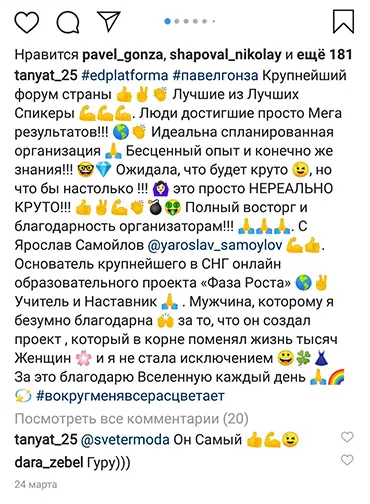 Нравится pavel_gonza, shapoval_nikolay и ещё 181
tanyat_25 #edplatforma #павелгонза Крупнейший
форум страны 👍✌️👏 Лучшие из Лучших
Спикеры 💪💪💪. Люди достигшие просто Мега
результатов!!! 🌎👏 Идеальна спланированная
организация 🙏 Бесценный опыт и конечно же
знания!!! 🤓💎 Ожидала, что будет круто 😉, но
что бы настолько !!! 🙆🏻‍♀️ это просто НЕРЕАЛЬНО
КРУТО!!! 👍✌️💪👏💣🤑 Полный восторг и
благодарность организаторам!!! 🙏🙏🙏. С
Ярослав Самойлов @yaroslav_samoylov 💪👍.
Основатель крупнейшего в СНГ онлайн
образовательного проекта «Фаза Роста» 🌎✌️
Учитель и Наставник 🙏 . Мужчина, которому я
безумно благодарна 🙌 за то, что он создал
проект , который в корне поменял жизнь тысяч
Женщин 🌸 и я не стала исключением 😀🍀👗
За это благодарю Вселенную каждый день 🙏🌈
💫 #вокругменявсерасцветает
Посмотреть все комментарии (20)
tanyat_25 @svetermoda Он Самый 👍💪😉
dara_zebel Гуру)))
24 марта